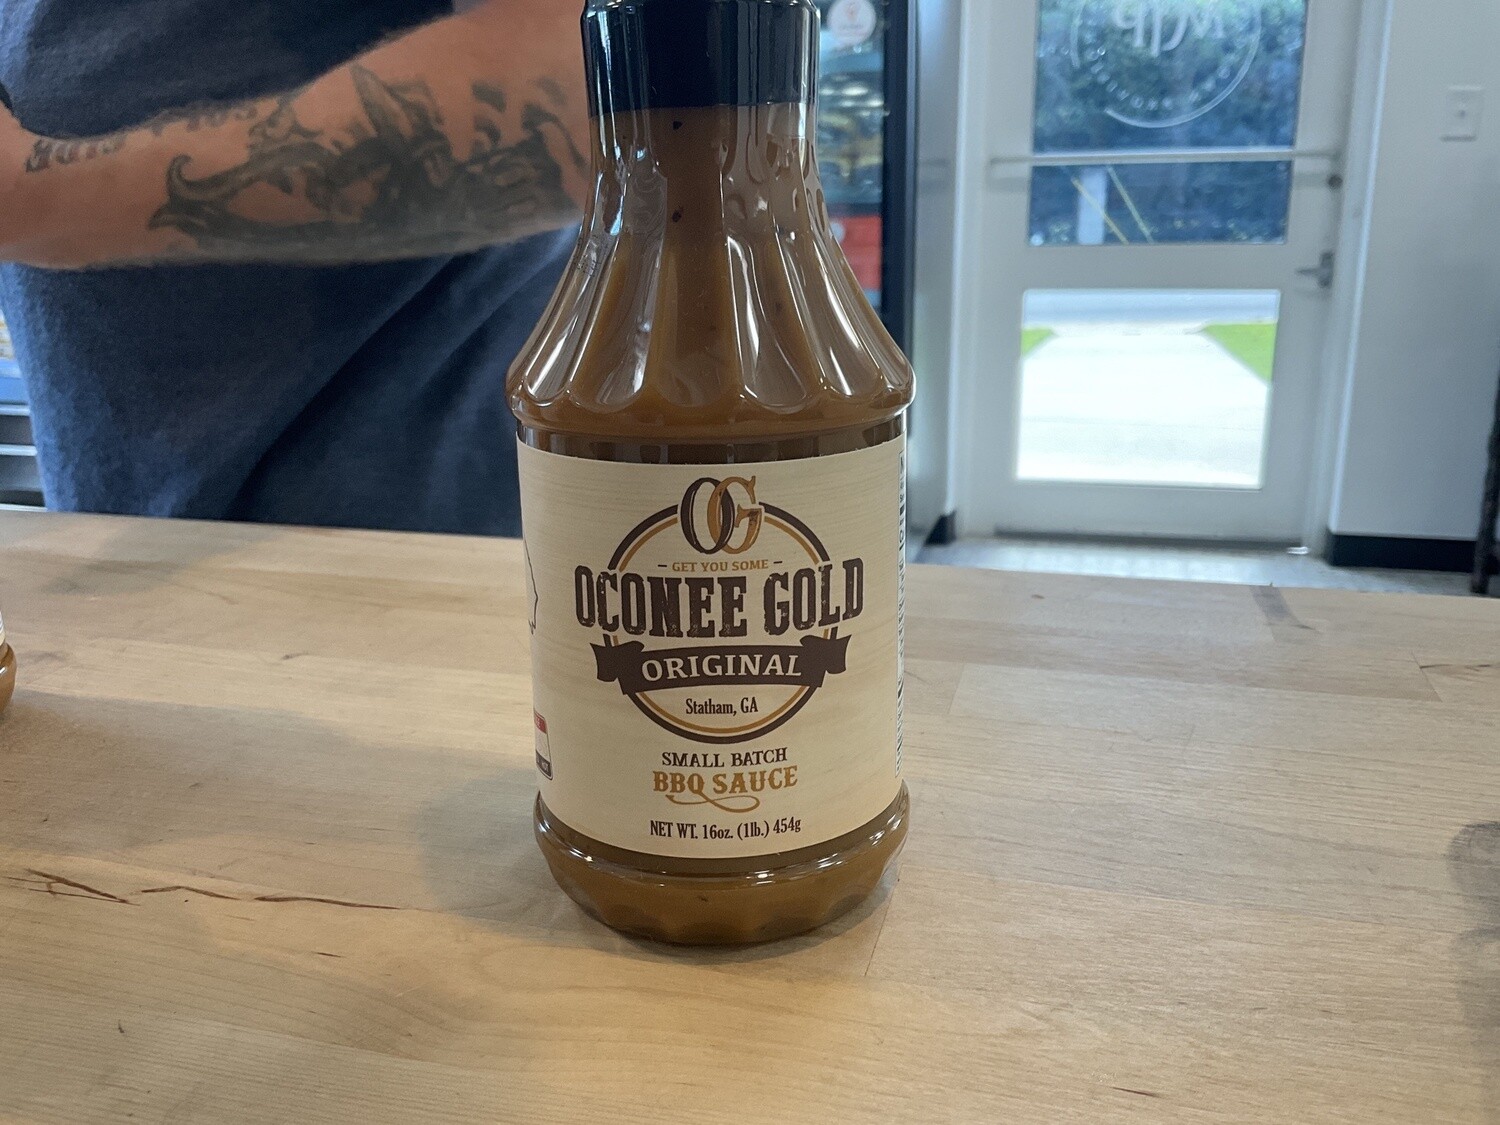 OG
GET YOU SOME
OCONEE GOLD
ORIGINAL
Statham, GA
SMALL BATCH
BBQ SAUCE
NET WT. 16oz. (1lb.) 454g